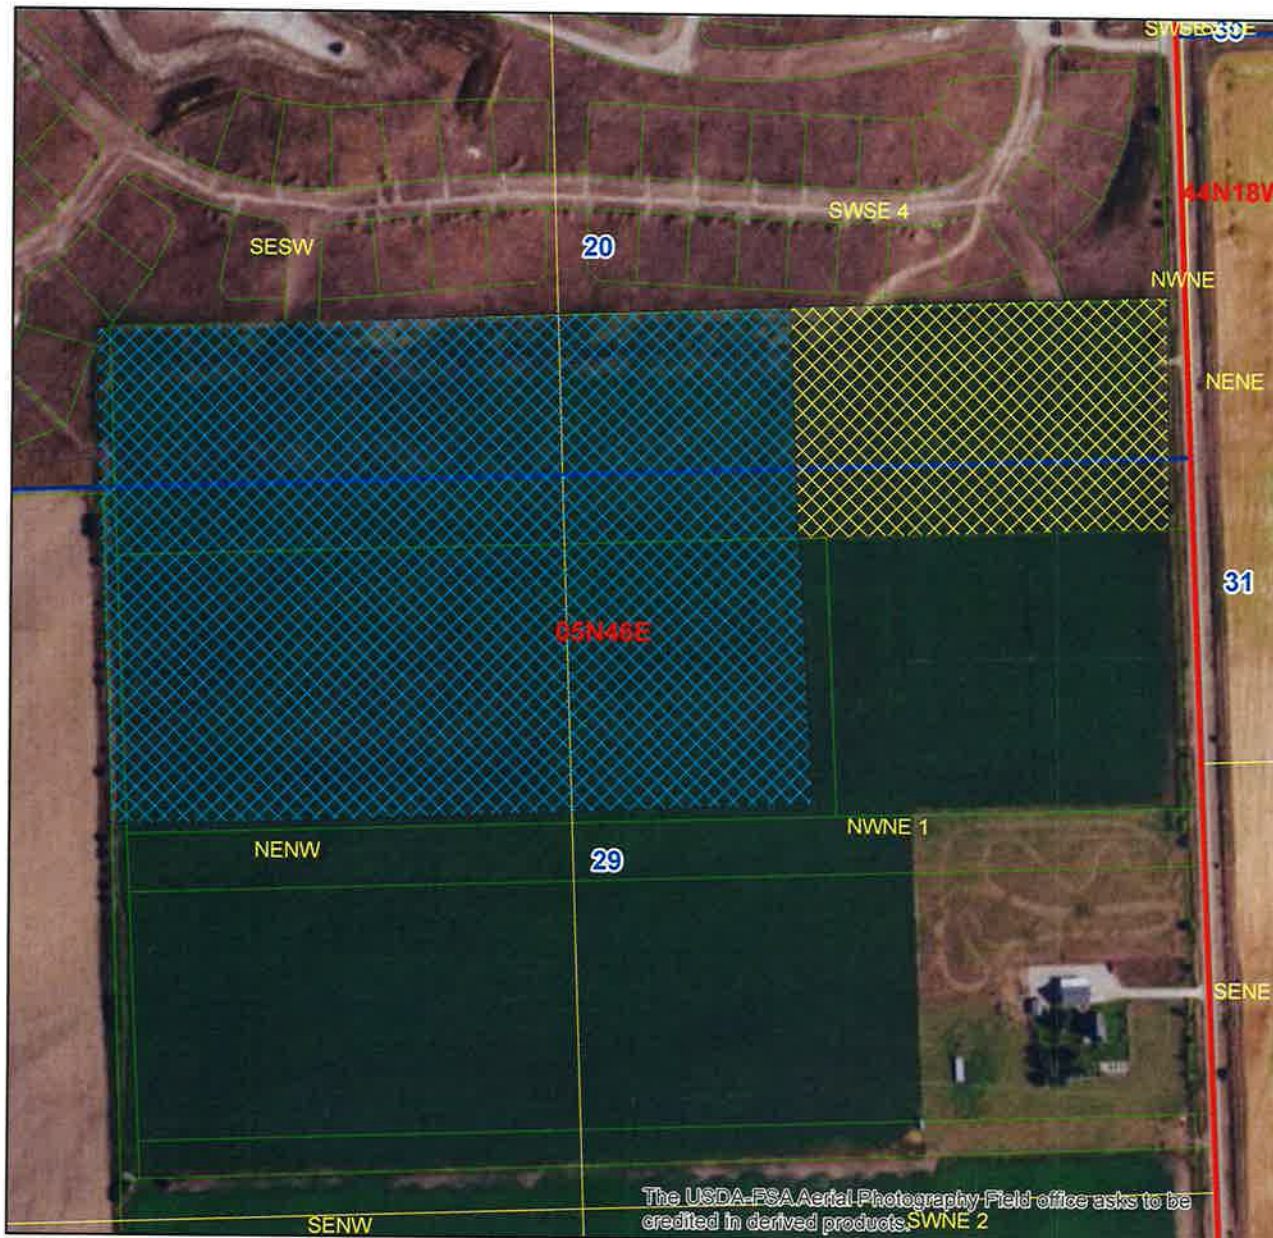 30
44N18W
SWSE 4
SESW
20
NWNE
NENE
31
05N46E
NWNE 1
NENW
29
SENE
The USDA-FSA Aerial Photography Field office asks to be
credited in derived products.
SWNE 2
SENW